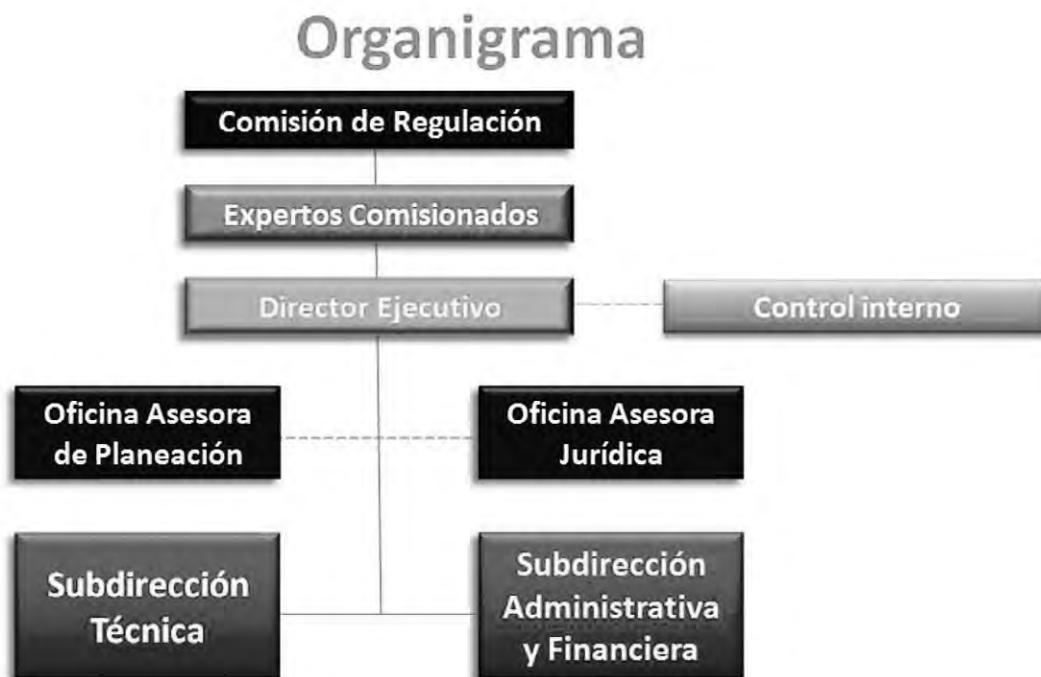 Organigrama
Comisión de Regulación
Expertos Comisionados
Director Ejecutivo
Control interno
Oficina Asesora
de Planeación
Oficina Asesora
Jurídica
Subdirección
Técnica
Subdirección
Administrativa
y Financiera